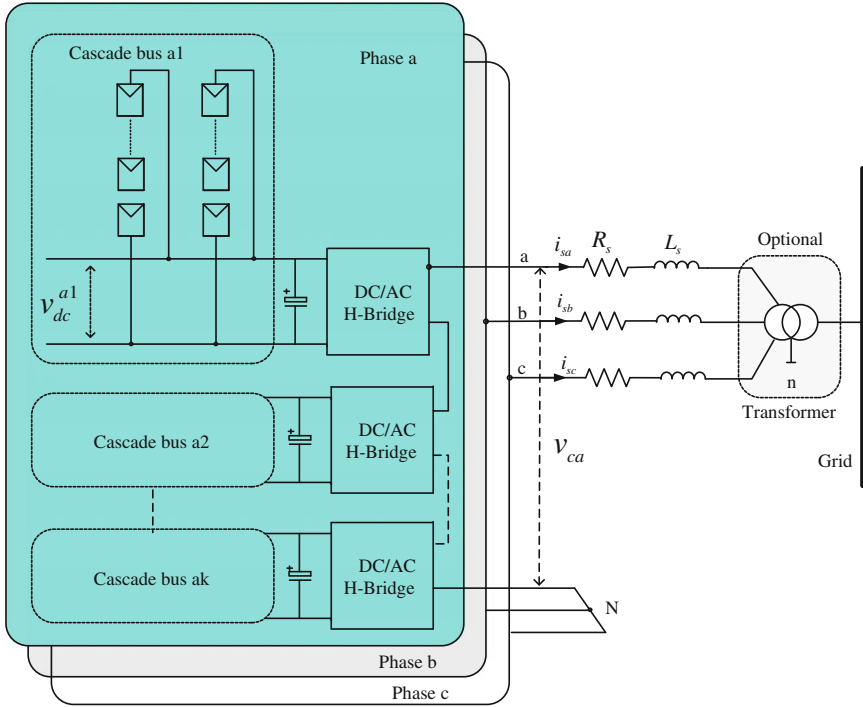 Cascade bus a1
Phase a
v_dc^a1
+
DC/AC
H-Bridge
a
i_sa
R_s
L_s
Optional
b
i_sb
c
i_sc
n
Transformer
Grid
v_ca
Cascade bus a2
+
DC/AC
H-Bridge
Cascade bus ak
+
DC/AC
H-Bridge
N
Phase b
Phase c